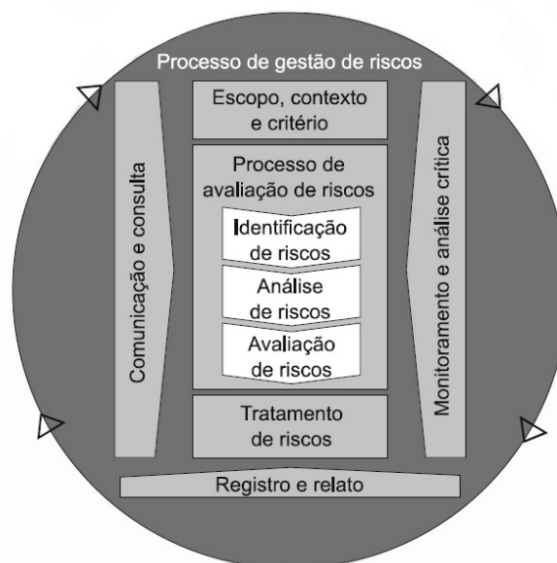 Processo de gestão de riscos
Escopo, contexto
e critério
Processo de
avaliação de riscos
Identificação
de riscos
Análise
de riscos
Avaliação
de riscos
Tratamento
de riscos
Comunicação e consulta
Monitoramento e análise crítica
Registro e relato